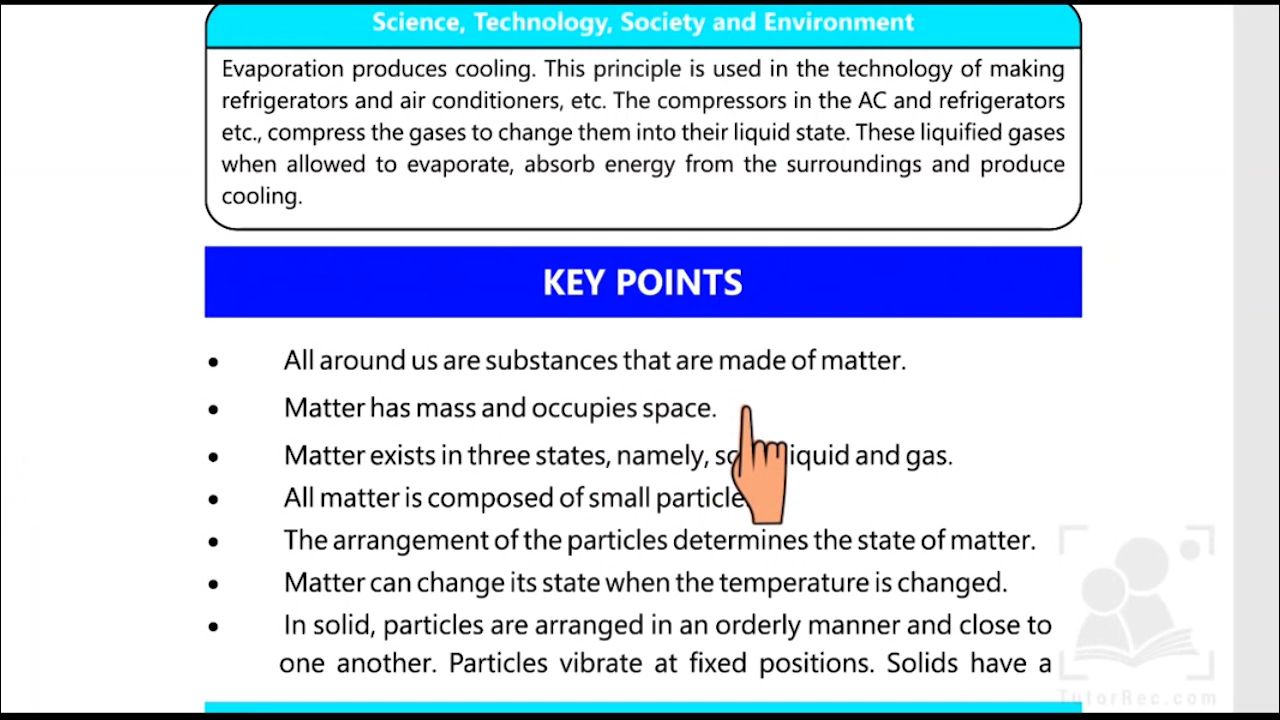 Science, Technology, Society and Environment
Evaporation produces cooling. This principle is used in the technology of making
refrigerators and air conditioners, etc. The compressors in the AC and refrigerators
etc., compress the gases to change them into their liquid state. These liquified gases
when allowed to evaporate, absorb energy from the surroundings and produce
cooling.
KEY POINTS
• All around us are substances that are made of matter.
• Matter has mass and occupies space.
• Matter exists in three states, namely, iquid and gas.
• All matter is composed of small particle
• The arrangement of the particles determines the state of matter.
• Matter can change its state when the temperature is changed.
• In solid, particles are arranged in an orderly manner and close to
one another. Particles vibrate at fixed positions. Solids have a
TutorRec.com